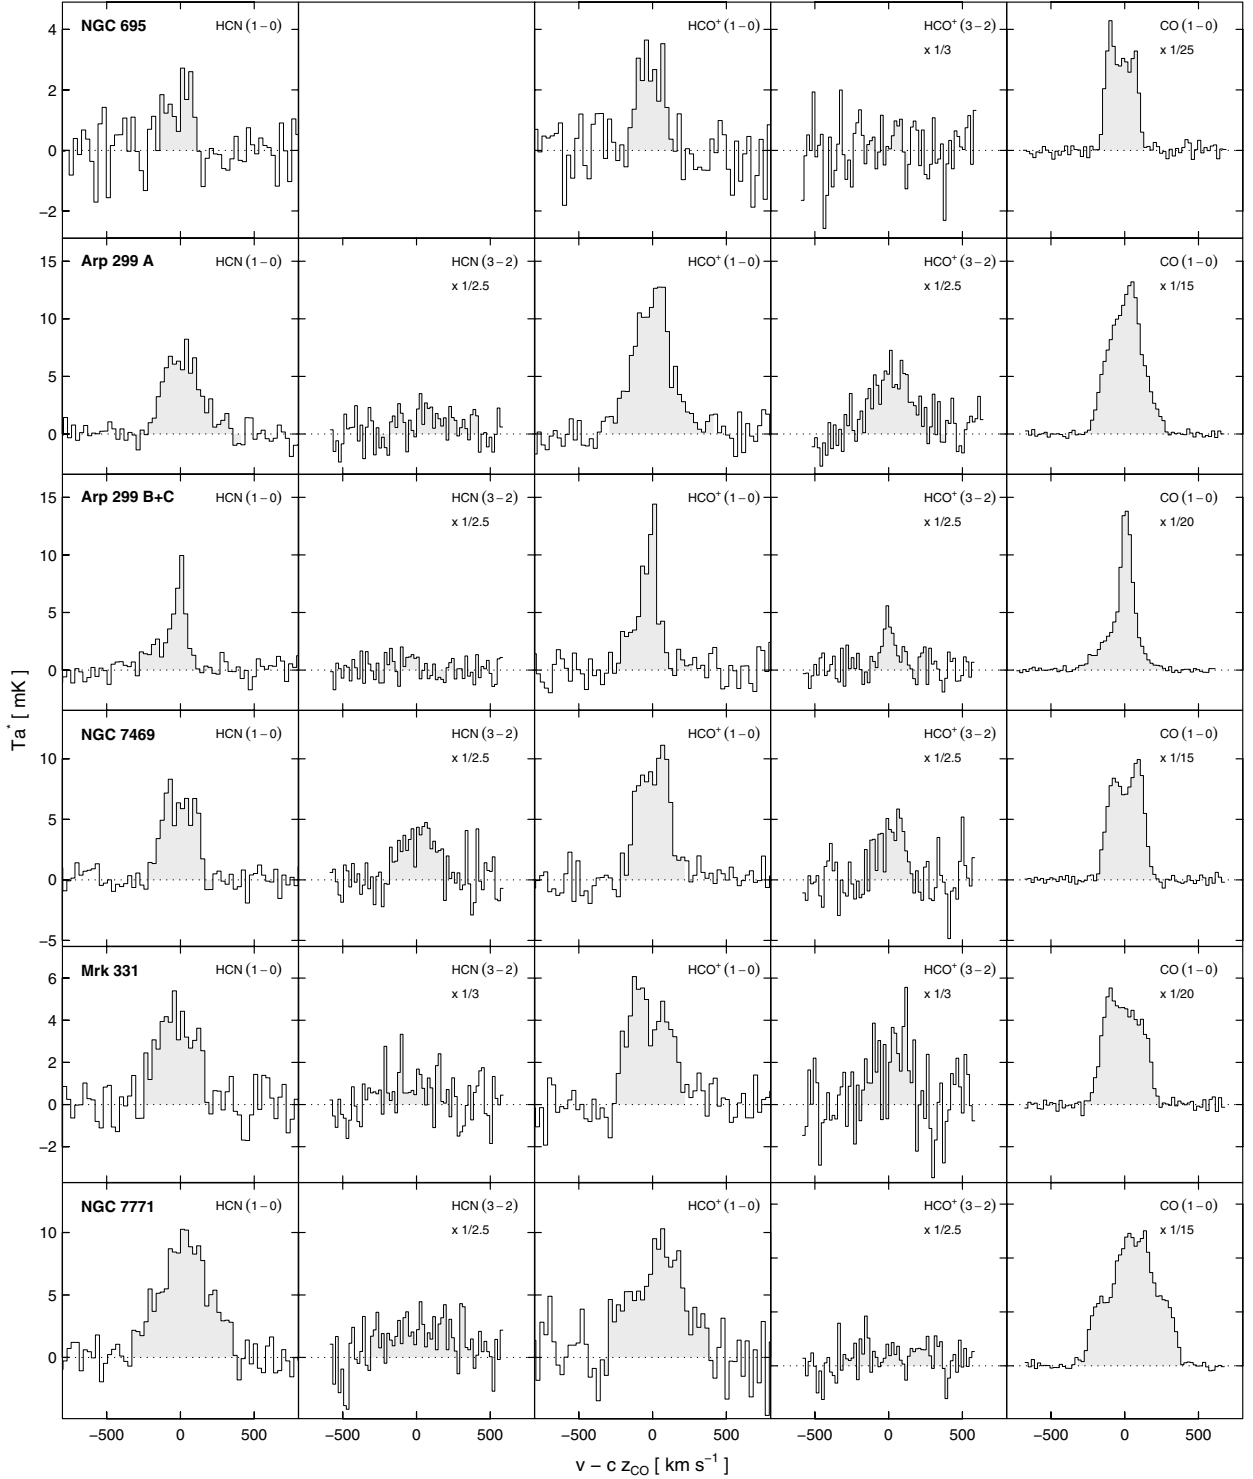 NGC 695 HCN (1−0) HCO⁺ (1−0) HCO⁺ (3−2) CO (1−0)
x 1/3 x 1/25
4
2
0
−2
Arp 299 A HCN (1−0) HCN (3−2) HCO⁺ (1−0) HCO⁺ (3−2) CO (1−0)
x 1/2.5 x 1/2.5 x 1/15
15
10
5
0
Arp 299 B+C HCN (1−0) HCN (3−2) HCO⁺ (1−0) HCO⁺ (3−2) CO (1−0)
x 1/2.5 x 1/2.5 x 1/20
15
10
5
0
Ta* [ mK ]
NGC 7469 HCN (1−0) HCN (3−2) HCO⁺ (1−0) HCO⁺ (3−2) CO (1−0)
x 1/2.5 x 1/2.5 x 1/15
10
5
0
−5
Mrk 331 HCN (1−0) HCN (3−2) HCO⁺ (1−0) HCO⁺ (3−2) CO (1−0)
x 1/3 x 1/3 x 1/20
6
4
2
0
−2
NGC 7771 HCN (1−0) HCN (3−2) HCO⁺ (1−0) HCO⁺ (3−2) CO (1−0)
x 1/2.5 x 1/2.5 x 1/15
10
5
0
−500 0 500 −500 0 500 −500 0 500 −500 0 500 −500 0 500
v − c z_CO [ km s⁻¹ ]